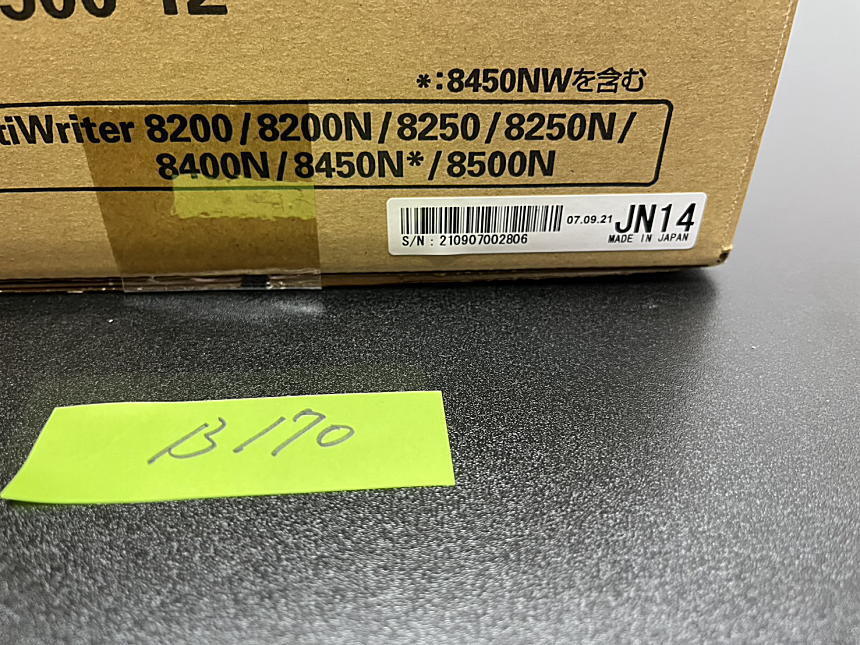 *:8450NWを含む
tiWriter 8200/8200N/8250/8250N/
8400N/8450N*/8500N
07.09.21 JN14
S/N : 210907002806 MADE IN JAPAN
B170